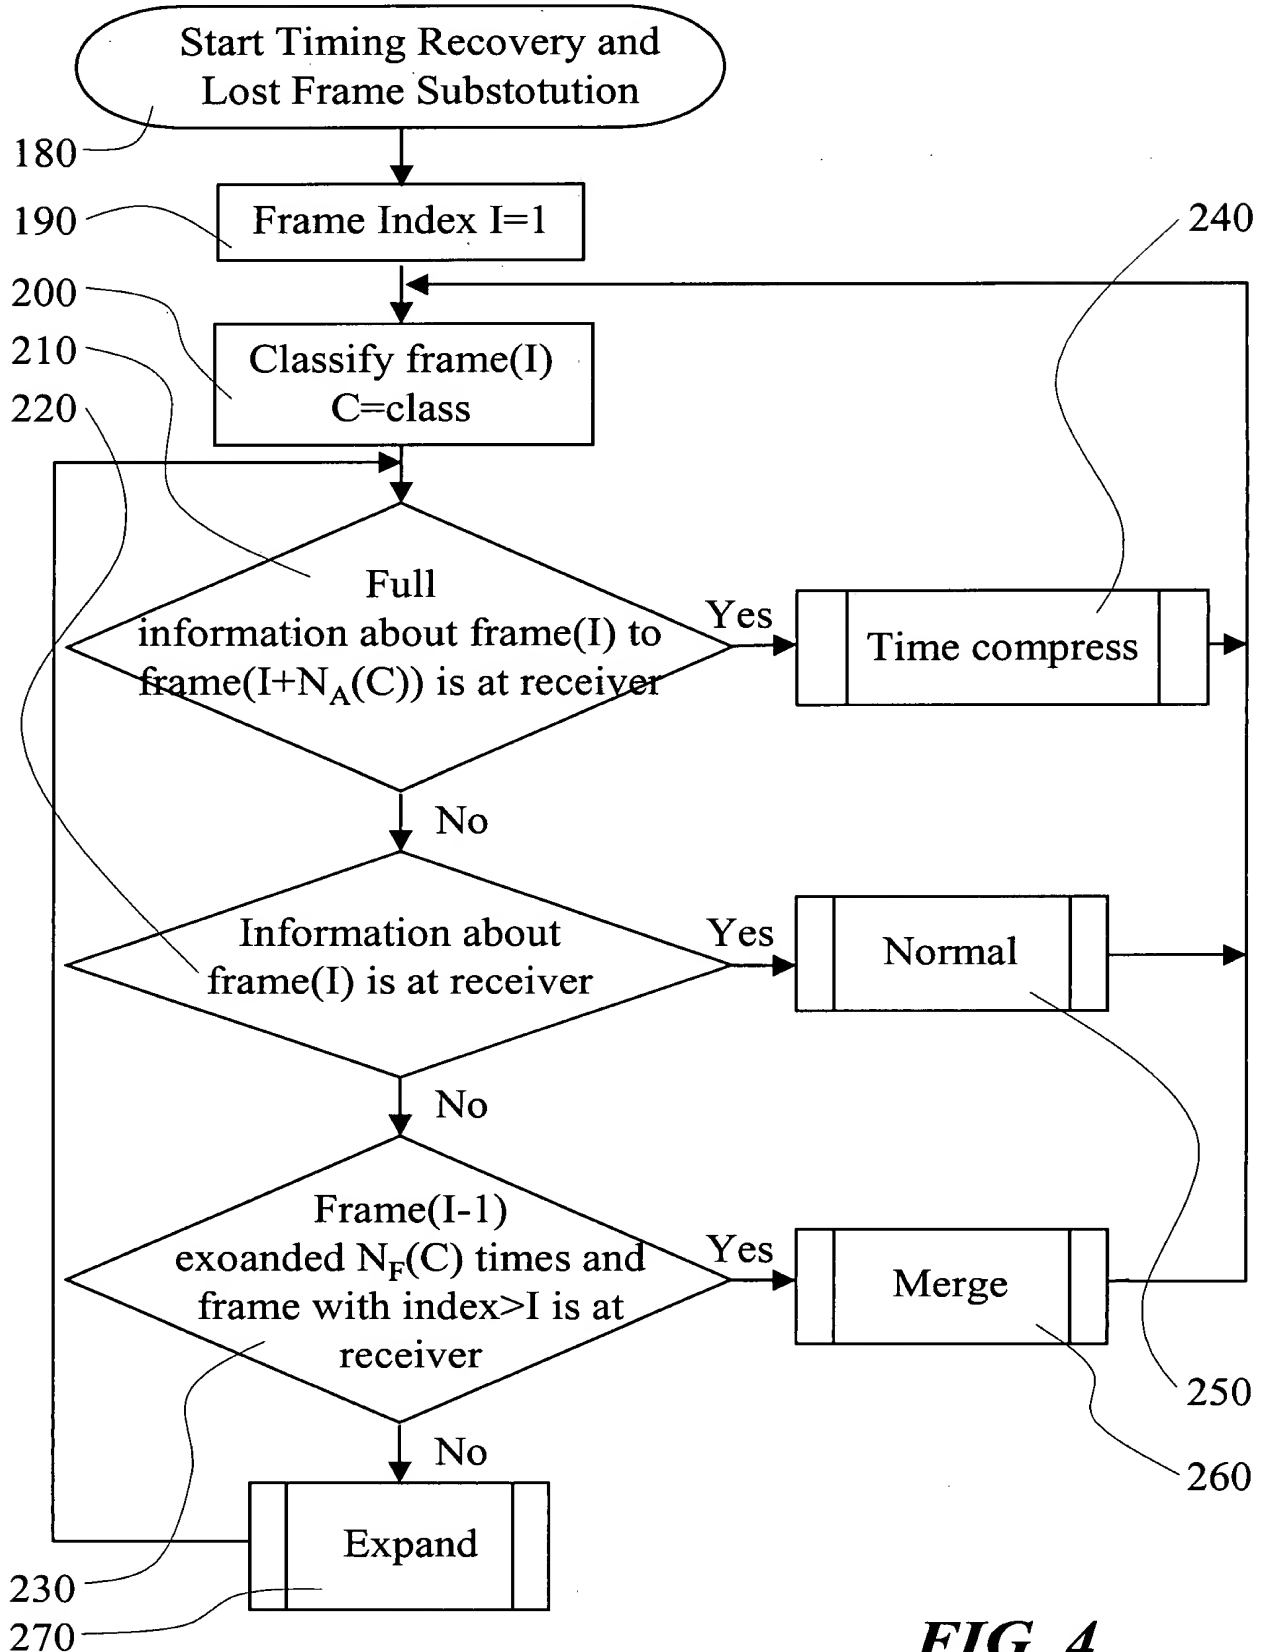 Start Timing Recovery and
Lost Frame Substotution
180
190
Frame Index I=1
240
200
210
220
Classify frame(I)
C=class
Full
information about frame(I) to
frame(I+N_A(C)) is at receiver
Yes
Time compress
No
Information about
frame(I) is at receiver
Yes
Normal
No
Frame(I-1)
exoanded N_F(C) times and
frame with index>I is at
receiver
Yes
Merge
250
No
260
Expand
230
270
FIG. 4